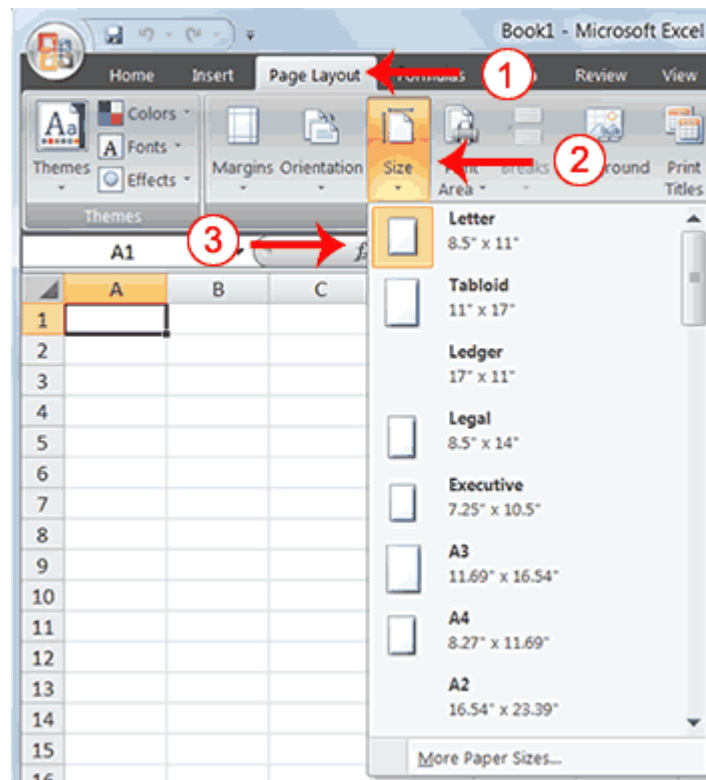 Book1 - Microsoft Excel
Home Insert Page Layout 1 Review View
Colors
Fonts
Effects
Themes Margins Orientation Size 2 Print
Area Titles
Themes
A1 3
Letter
8.5" x 11"
Tabloid
11" x 17"
Ledger
17" x 11"
Legal
8.5" x 14"
Executive
7.25" x 10.5"
A3
11.69" x 16.54"
A4
8.27" x 11.69"
A2
16.54" x 23.39"
More Paper Sizes...
A B C
1
2
3
4
5
6
7
8
9
10
11
12
13
14
15
16